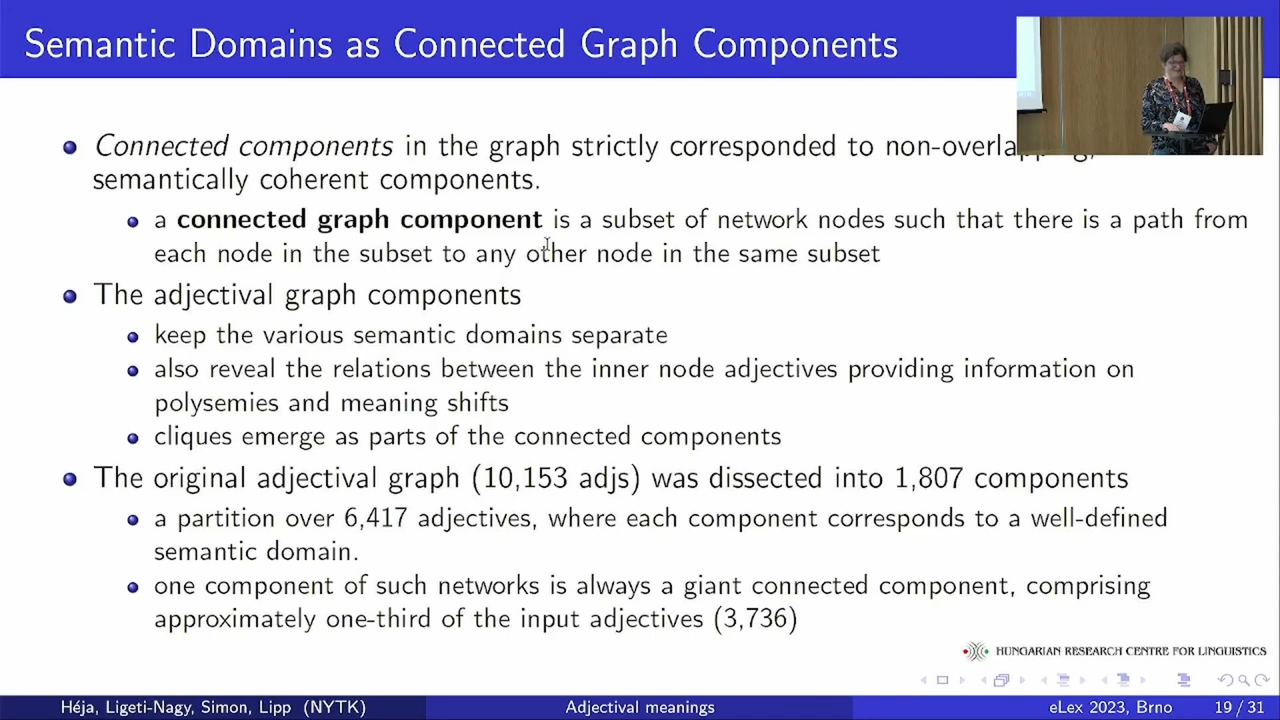 Semantic Domains as Connected Graph Components
Connected components in the graph strictly corresponded to
semantically coherent components.
a connected graph component is a subset of network nodes such that there is a path from
each node in the subset to any other node in the same subset
The adjectival graph components
keep the various semantic domains separate
also reveal the relations between the inner node adjectives providing information on
polysemies and meaning shifts
cliques emerge as parts of the connected components
The original adjectival graph (10,153 adjs) was dissected into 1,807 components
a partition over 6,417 adjectives, where each component corresponds to a well-defined
semantic domain.
one component of such networks is always a giant connected component, comprising
approximately one-third of the input adjectives (3,736)
HUNGARIAN RESEARCH CENTRE FOR LINGUISTICS
Héja, Ligeti-Nagy, Simon, Lipp (NYTK) Adjectival meanings eLex 2023, Brno 19 / 31